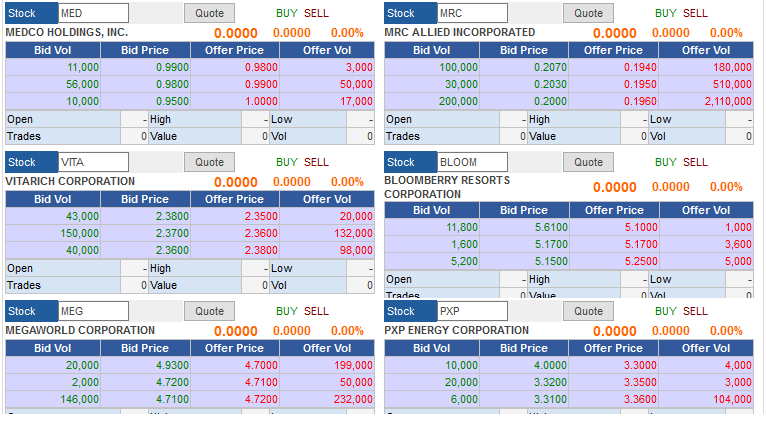 Stock MED Quote BUY SELL
MEDCO HOLDINGS, INC. 0.0000 0.0000 0.00%
Bid Vol Bid Price Offer Price Offer Vol
11,000 0.9900 0.9800 3,000
56,000 0.9800 0.9900 50,000
10,000 0.9500 1.0000 17,000
Open - High - Low -
Trades 0 Value 0 Vol 0
Stock MRC Quote BUY SELL
MRC ALLIED INCORPORATED 0.0000 0.0000 0.00%
Bid Vol Bid Price Offer Price Offer Vol
100,000 0.2070 0.1940 180,000
30,000 0.2030 0.1950 510,000
200,000 0.2000 0.1960 2,110,000
Open - High - Low -
Trades 0 Value 0 Vol 0
Stock VITA Quote BUY SELL
VITARICH CORPORATION 0.0000 0.0000 0.00%
Bid Vol Bid Price Offer Price Offer Vol
43,000 2.3800 2.3500 20,000
150,000 2.3700 2.3600 132,000
40,000 2.3600 2.3800 98,000
Open - High - Low -
Trades 0 Value 0 Vol 0
Stock BLOOM Quote BUY SELL
BLOOMBERRY RESORTS
CORPORATION 0.0000 0.0000 0.00%
Bid Vol Bid Price Offer Price Offer Vol
11,800 5.6100 5.1000 1,000
1,600 5.1700 5.1700 3,600
5,200 5.1500 5.2500 5,000
Open - High - Low -
Trades 0 Value 0 Vol 0
Stock MEG Quote BUY SELL
MEGAWORLD CORPORATION 0.0000 0.0000 0.00%
Bid Vol Bid Price Offer Price Offer Vol
20,000 4.9300 4.7000 199,000
2,000 4.7200 4.7100 50,000
146,000 4.7100 4.7200 232,000
Stock PXP Quote BUY SELL
PXP ENERGY CORPORATION 0.0000 0.0000 0.00%
Bid Vol Bid Price Offer Price Offer Vol
10,000 4.0000 3.3000 4,000
20,000 3.3200 3.3500 3,000
6,000 3.3100 3.3600 104,000